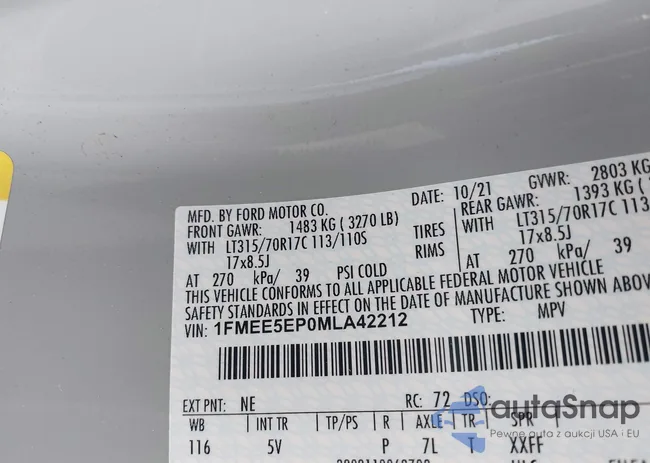 MFD. BY FORD MOTOR CO. DATE: 10/21 GVWR: 2803 KG
FRONT GAWR: 1483 KG ( 3270 LB) REAR GAWR: 1393 KG (
WITH LT315/70R17C 113/110S TIRES WITH LT315/70R17C 113
17x8.5J RIMS 17x8.5J
AT 270 kPa/ 39 PSI COLD AT 270 kPa/ 39
THIS VEHICLE CONFORMS TO ALL APPLICABLE FEDERAL MOTOR VEHICLE
SAFETY STANDARDS IN EFFECT ON THE DATE OF MANUFACTURE SHOWN ABOVE
VIN: 1FMEE5EP0MLA42212 TYPE: MPV
EXT PNT: NE RC: 72 DSO:
WB INT TR TP/PS R AXLE TR SPR
116 5V P 7L T XXFF
autaSnap
Pewne auta z aukcji USA i EU